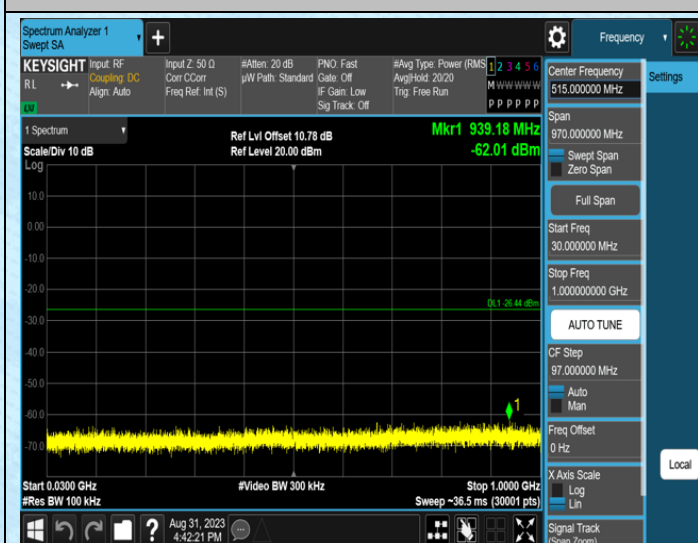 Spectrum Analyzer 1
Swept SA
Frequency
KEYSIGHT
RL
LW
Input: RF
Coupling: DC
Align: Auto
Input Z: 50 Ω
Corr CCorr
Freq Ref: Int (S)
#Atten: 20 dB
µW Path: Standard
PNO: Fast
Gate: Off
IF Gain: Low
Sig Track: Off
#Avg Type: Power (RMS
Avg|Hold: 20/20
Trig: Free Run
1 2 3 4 5 6
M W W W W W
P P P P P P
1 Spectrum
Scale/Div 10 dB
Log
Ref Lvl Offset 10.78 dB
Ref Level 20.00 dBm
Mkr1 939.18 MHz
-62.01 dBm
10.0
0.00
-10.0
-20.0
-30.0
-40.0
-50.0
-60.0
-70.0
DL1 -26.44 dBm
1
Start 0.0300 GHz
#Res BW 100 kHz
#Video BW 300 kHz
Stop 1.0000 GHz
Sweep ~36.5 ms (30001 pts)
Aug 31, 2023
4:42:21 PM
Center Frequency
515.000000 MHz
Settings
Span
970.000000 MHz
Swept Span
Zero Span
Full Span
Start Freq
30.000000 MHz
Stop Freq
1.000000000 GHz
AUTO TUNE
CF Step
97.000000 MHz
Auto
Man
Freq Offset
0 Hz
X Axis Scale
Log
Lin
Local
Signal Track
(Span Zoom)